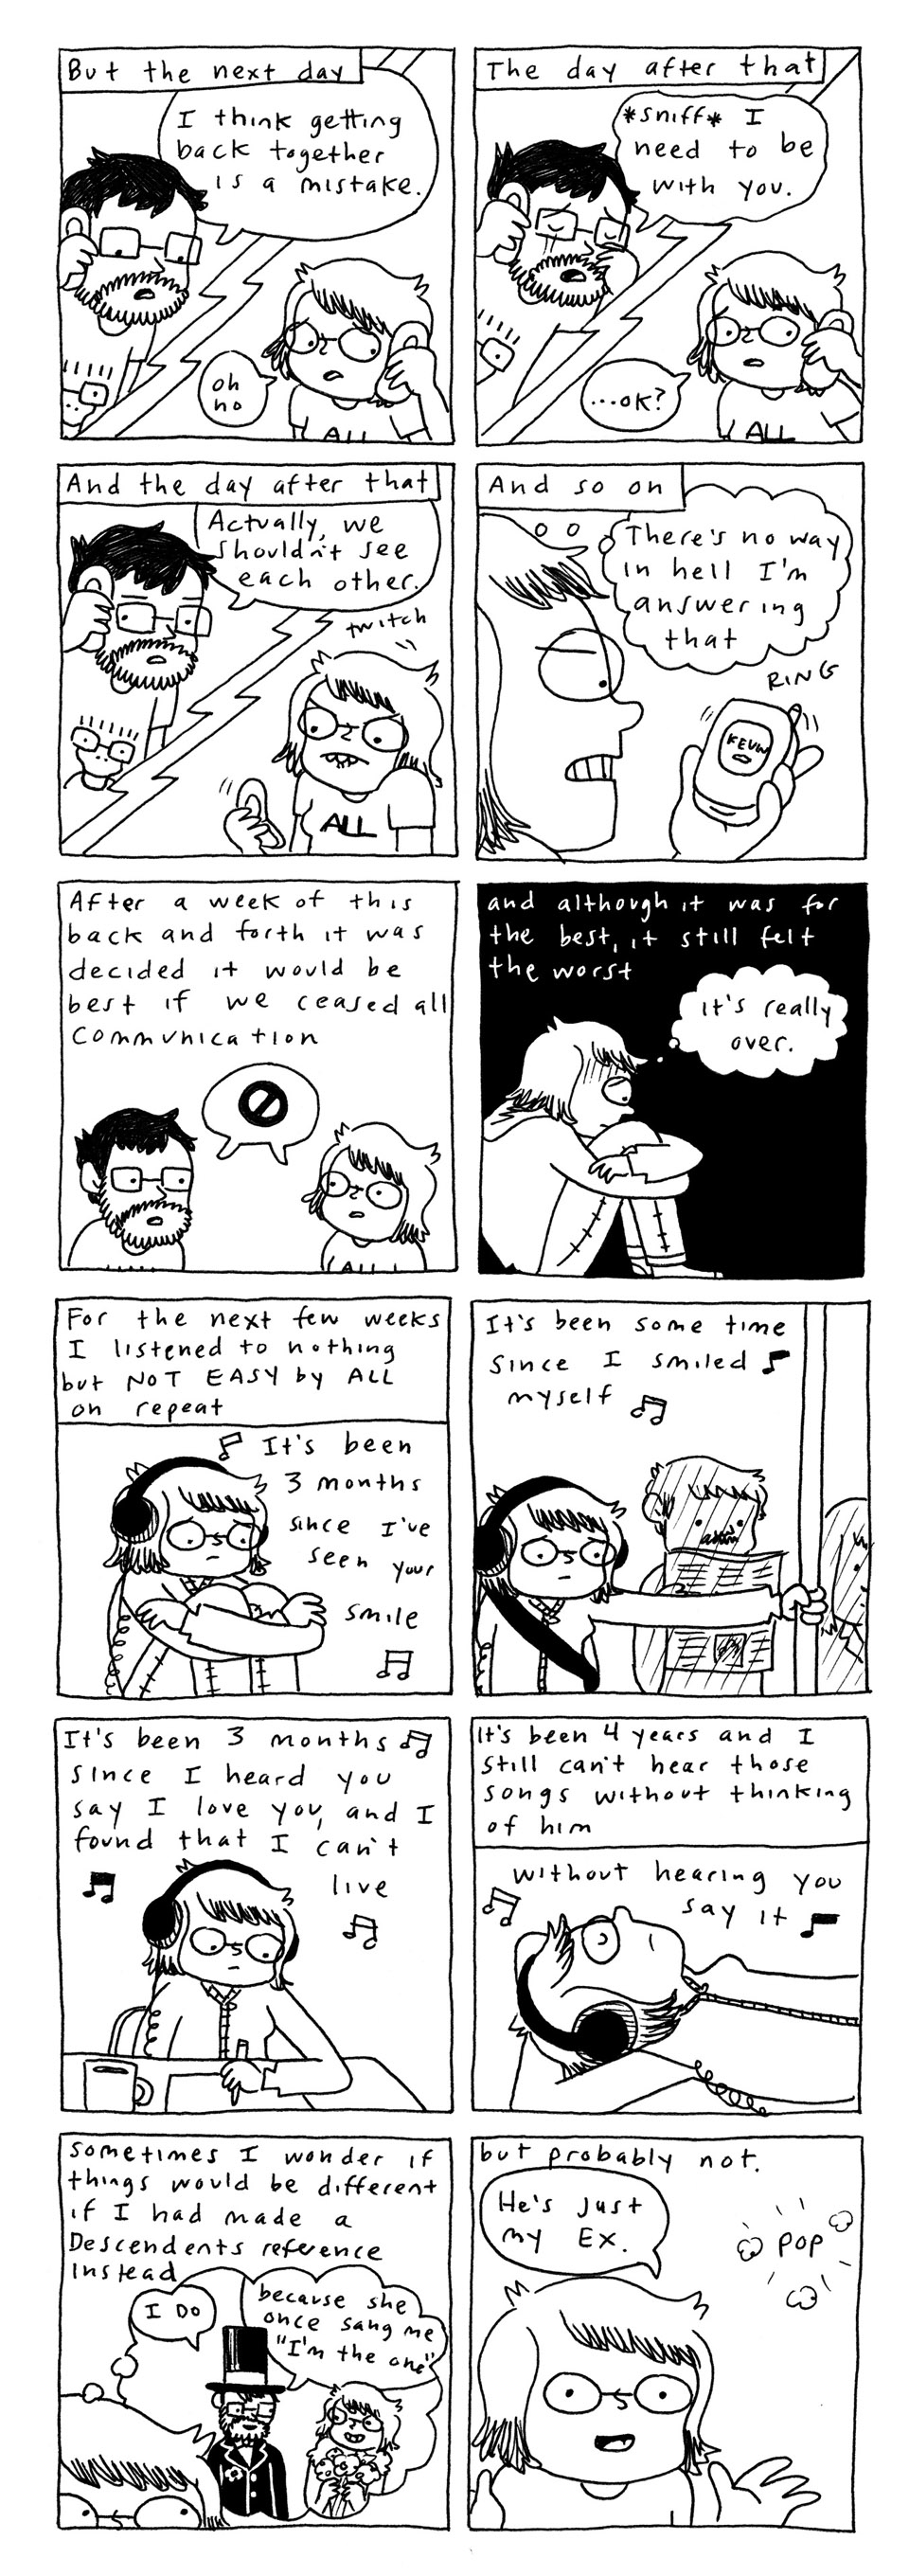 But the next day
I think getting
back together
is a mistake.
oh
no
ALL
The day after that
*sniff* I
need to be
with you.
...OK?
ALL
And the day after that
Actually, we
shouldn't see
each other.
twitch
ALL
And so on
There's no way
in hell I'm
answering
that
RING
After a week of this
back and forth it was
decided it would be
best if we ceased all
communication
ALL
and although it was for
the best, it still felt
the worst
It's really
over.
For the next few weeks
I listened to nothing
but NOT EASY by ALL
on repeat
It's been
3 months
since I've
seen your
smile
It's been some time
since I smiled
myself
It's been 3 months
since I heard you
say I love you, and I
found that I can't
live
It's been 4 years and I
still can't hear those
songs without thinking
of him
without hearing you
say it
sometimes I wonder if
things would be different
if I had made a
Descendents reference
instead
I DO
because she
once sang me
"I'm the one"
but probably not.
He's just
my EX.
POP